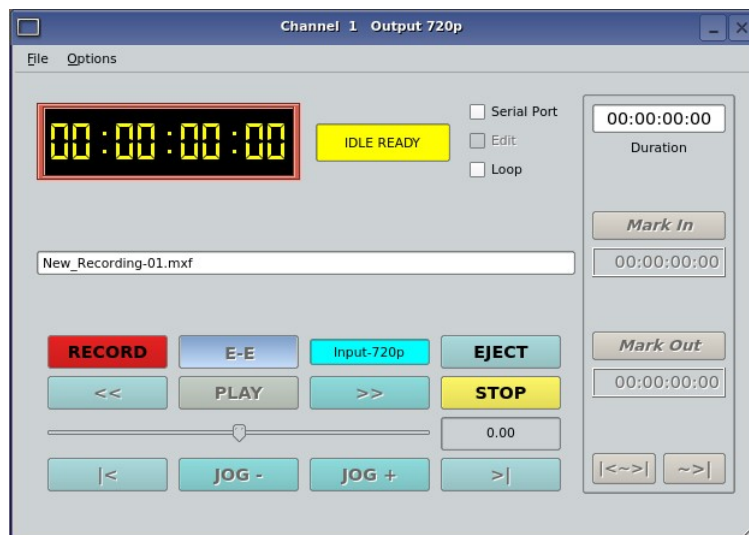 Channel 1 Output 720p
File Options
00:00:00:00
IDLE READY
Serial Port
Edit
Loop
00:00:00:00
Duration
New_Recording-01.mxf
Mark In
00:00:00:00
RECORD E-E Input-720p EJECT
<< PLAY >> STOP
0.00
|< JOG - JOG + >|
Mark Out
00:00:00:00
|<~>| ~>|